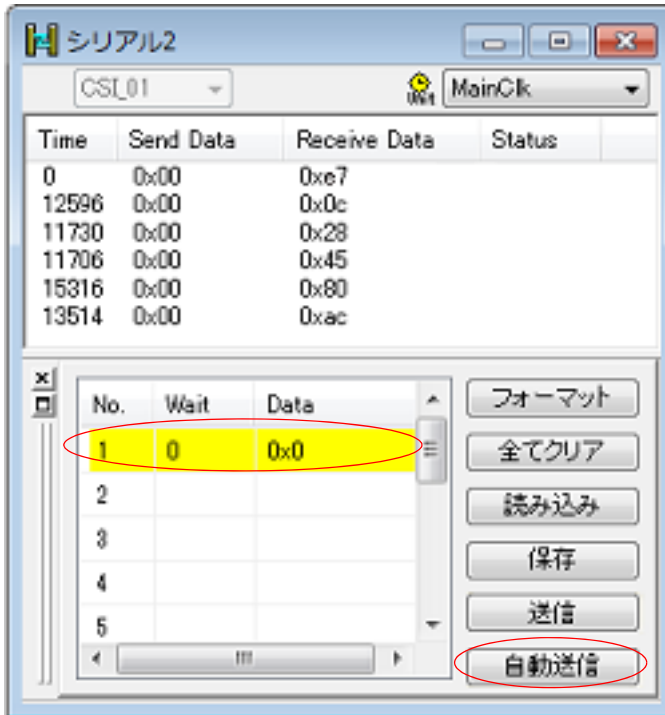 シリアル2
CSI_01 Unit MainClk
Time Send Data Receive Data Status
0 0x00 0xe7
12596 0x00 0x0c
11730 0x00 0x28
11706 0x00 0x45
15316 0x00 0x80
13514 0x00 0xac
No. Wait Data
1 0 0x0
2
3
4
5
フォーマット
全てクリア
読み込み
保存
送信
自動送信